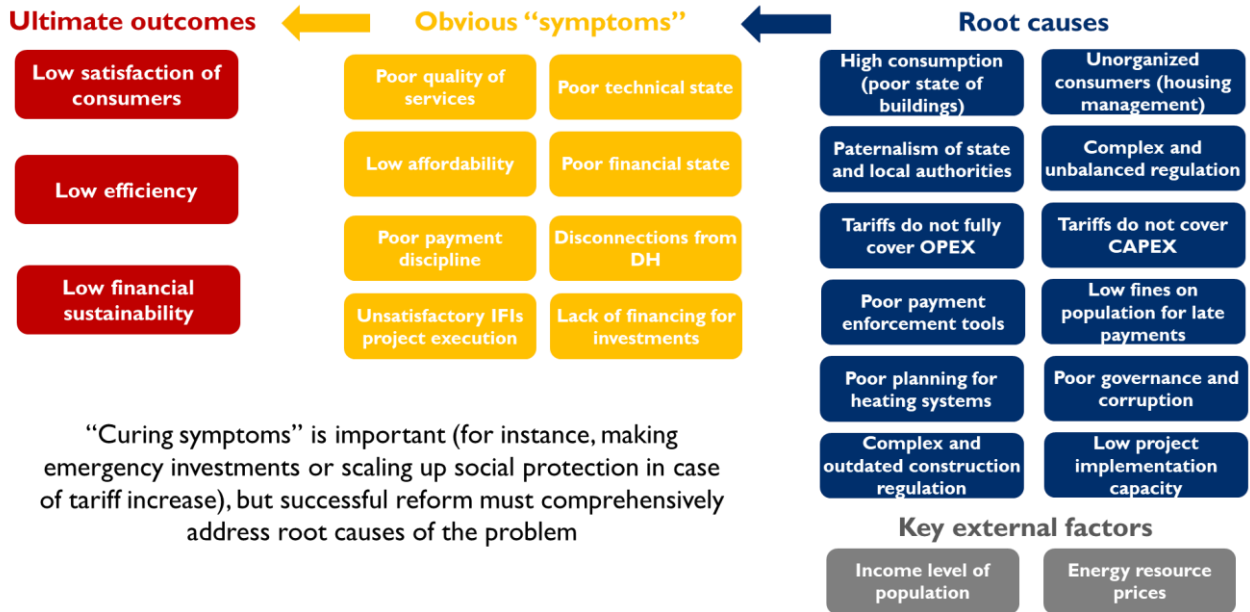 Ultimate outcomes
Low satisfaction of
consumers
Low efficiency
Low financial
sustainability
Obvious “symptoms”
Poor quality of
services
Poor technical state
Low affordability
Poor financial state
Poor payment
discipline
Disconnections from
DH
Unsatisfactory IFIs
project execution
Lack of financing for
investments
Root causes
High consumption
(poor state of
buildings)
Unorganized
consumers (housing
management)
Paternalism of state
and local authorities
Complex and
unbalanced regulation
Tariffs do not fully
cover OPEX
Tariffs do not cover
CAPEX
Poor payment
enforcement tools
Low fines on
population for late
payments
Poor planning for
heating systems
Poor governance and
corruption
Complex and
outdated construction
regulation
Low project
implementation
capacity
Key external factors
Income level of
population
Energy resource
prices
“Curing symptoms” is important (for instance, making
emergency investments or scaling up social protection in case
of tariff increase), but successful reform must comprehensively
address root causes of the problem